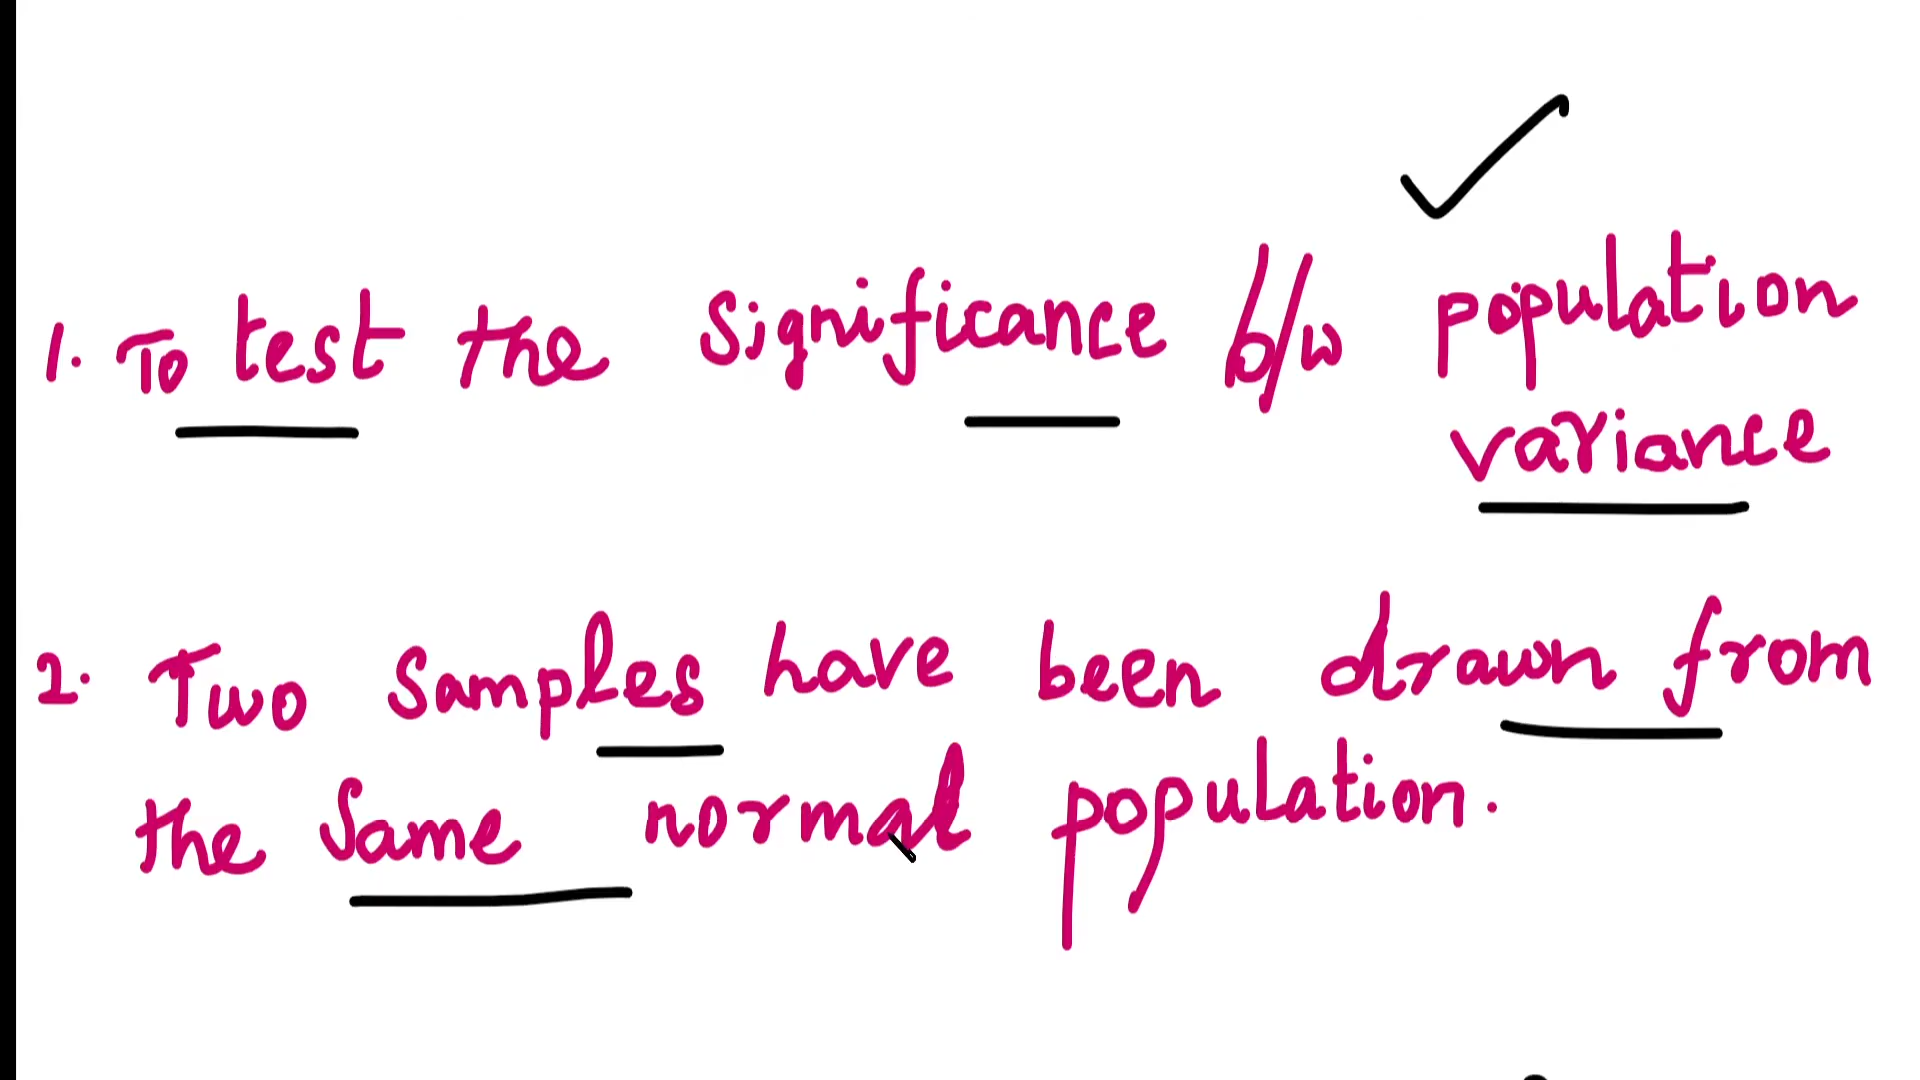 1. To test the significance b/w population
variance
2. Two samples have been drawn from
the same normal population.